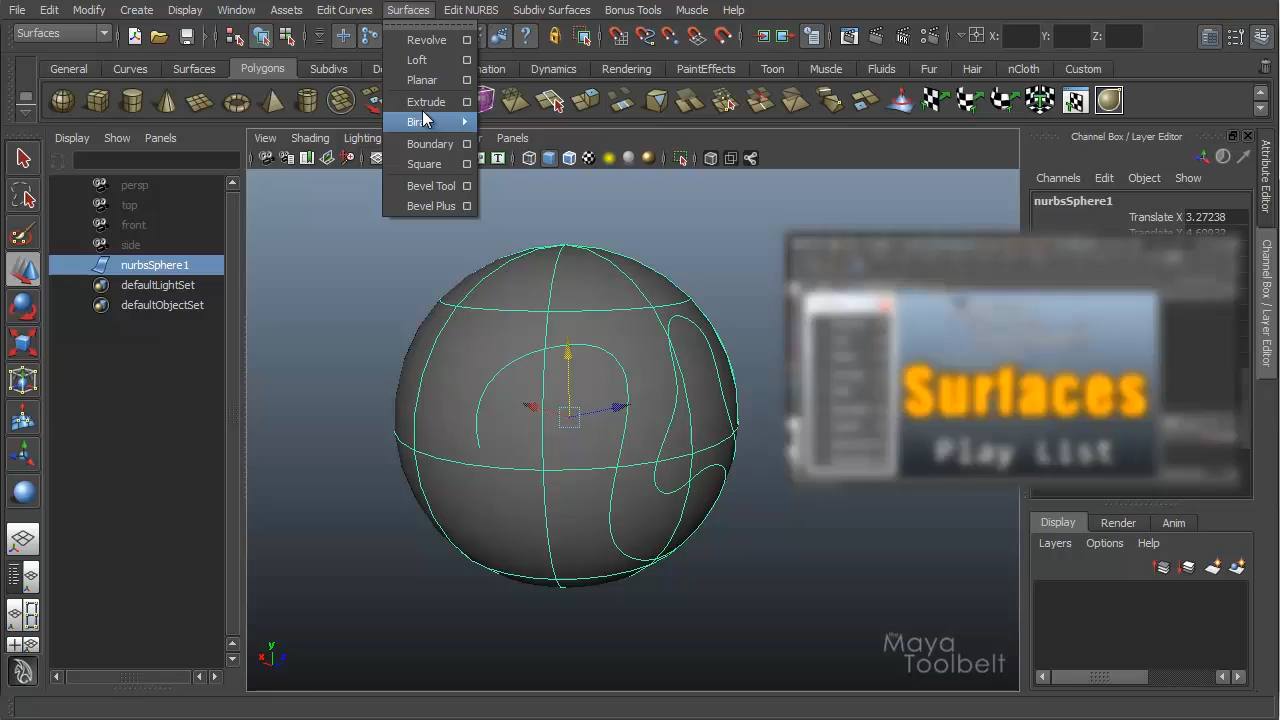 File Edit Modify Create Display Window Assets Edit Curves Surfaces Edit NURBS Subdiv Surfaces Bonus Tools Muscle Help
Surfaces
X: Y: Z:
General Curves Surfaces Polygons Subdivs Dynamics Rendering PaintEffects Toon Muscle Fluids Fur Hair nCloth Custom
Revolve
Loft
Planar
Extrude
Boundary
Square
Bevel Tool
Bevel Plus
Display Show Panels
View Shading Lighting Panels
persp
top
front
side
nurbsSphere1
defaultLightSet
defaultObjectSet
Channel Box / Layer Editor
Channels Edit Object Show
nurbsSphere1
Translate X 3.27238
Surfaces
Play List
Display Render Anim
Layers Options Help
Attribute Editor
Channel Box / Layer Editor
the
Maya
Toolbelt
y
x
z